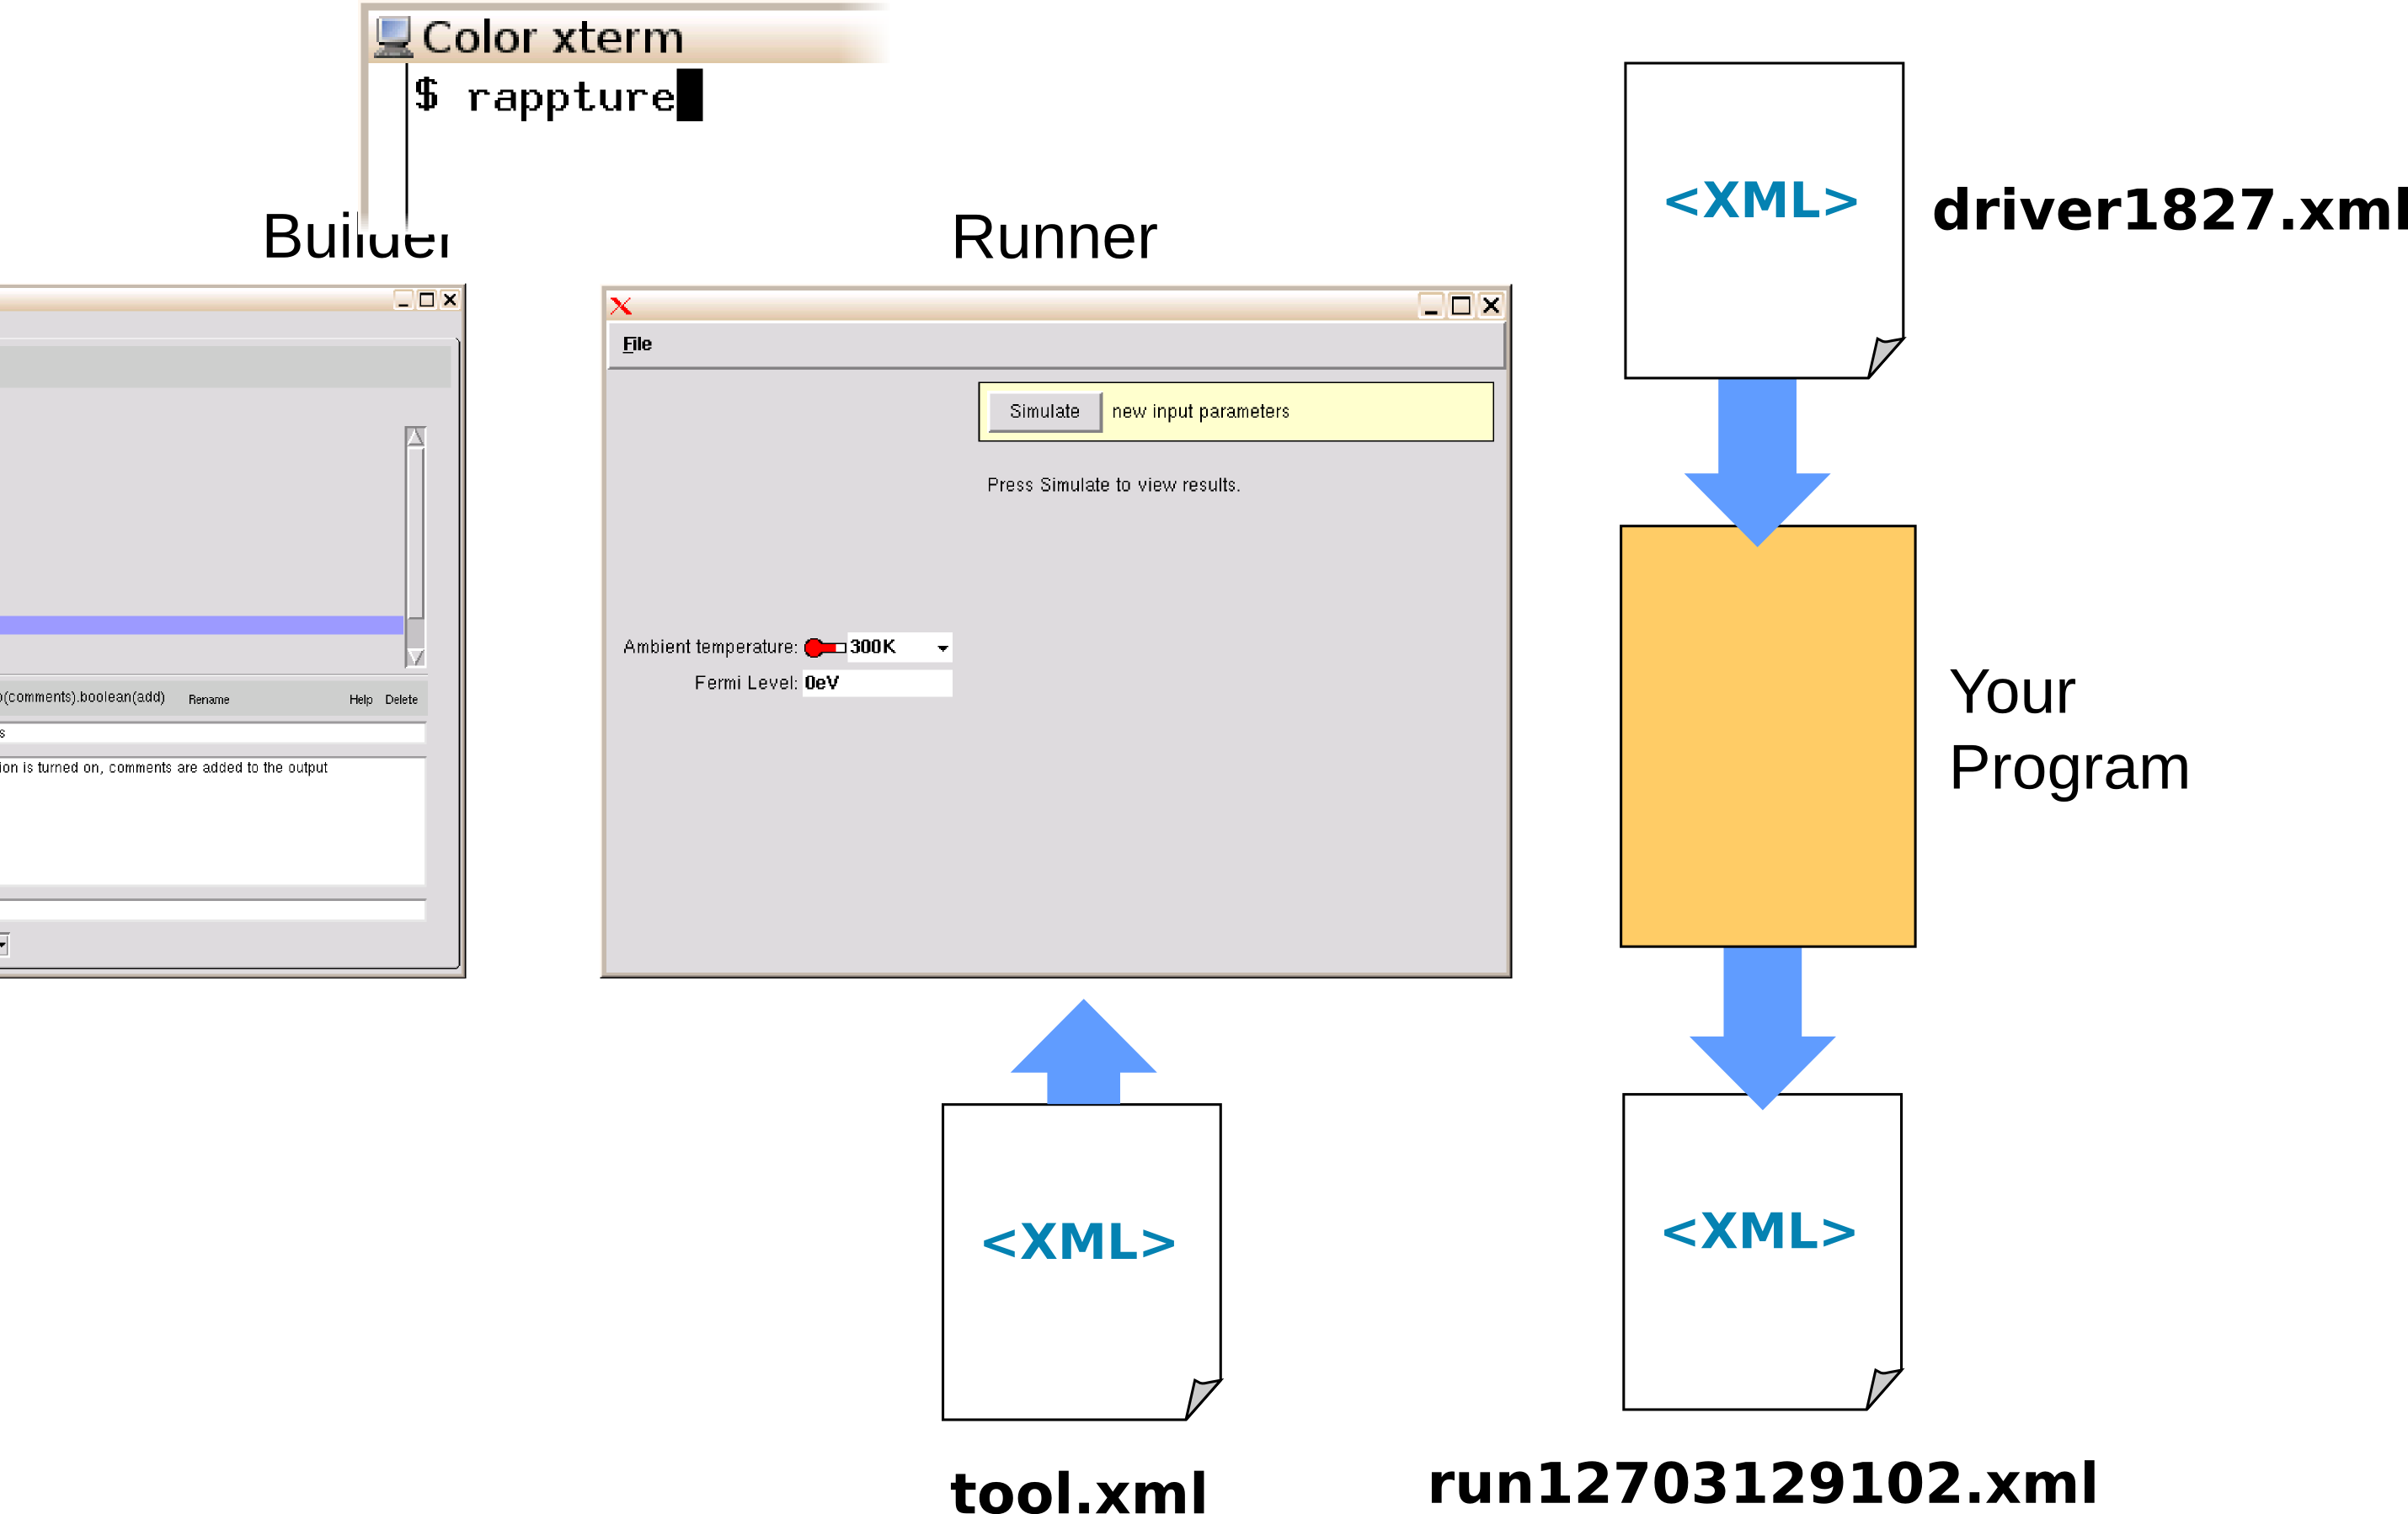 Color xterm
$ rappture
Builder
Runner
File
Simulate new input parameters
Press Simulate to view results.
Ambient temperature: 300K
Fermi Level: 0eV
(comments).boolean(add) Rename Help Delete
s
ion is turned on, comments are added to the output
<XML>
driver1827.xml
Your
Program
<XML>
tool.xml
<XML>
run12703129102.xml